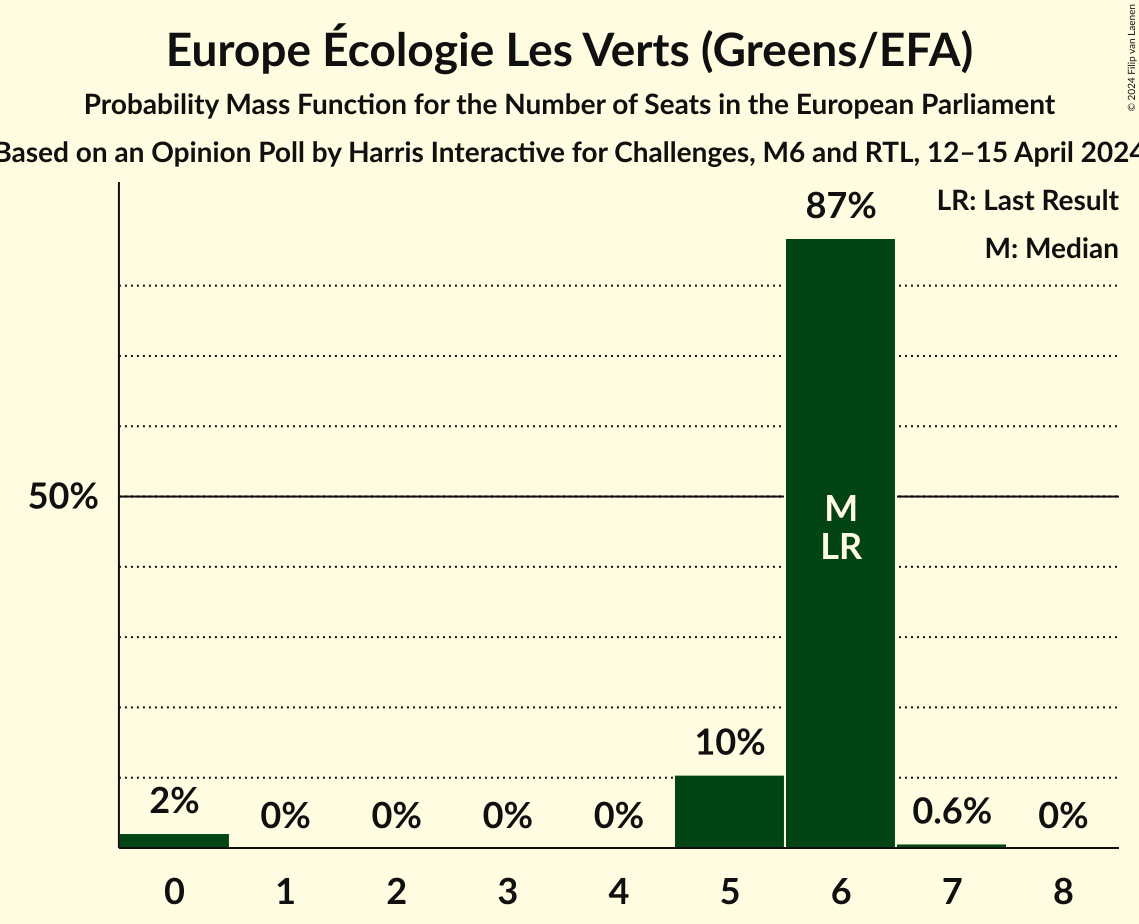 Europe Écologie Les Verts (Greens/EFA)
Probability Mass Function for the Number of Seats in the European Parliament
Based on an Opinion Poll by Harris Interactive for Challenges, M6 and RTL, 12–15 April 2024
© 2024 Filip van Laenen
LR: Last Result
M: Median
87%
50%
M
LR
10%
2%
0%
0%
0%
0%
0.6%
0%
0 1 2 3 4 5 6 7 8